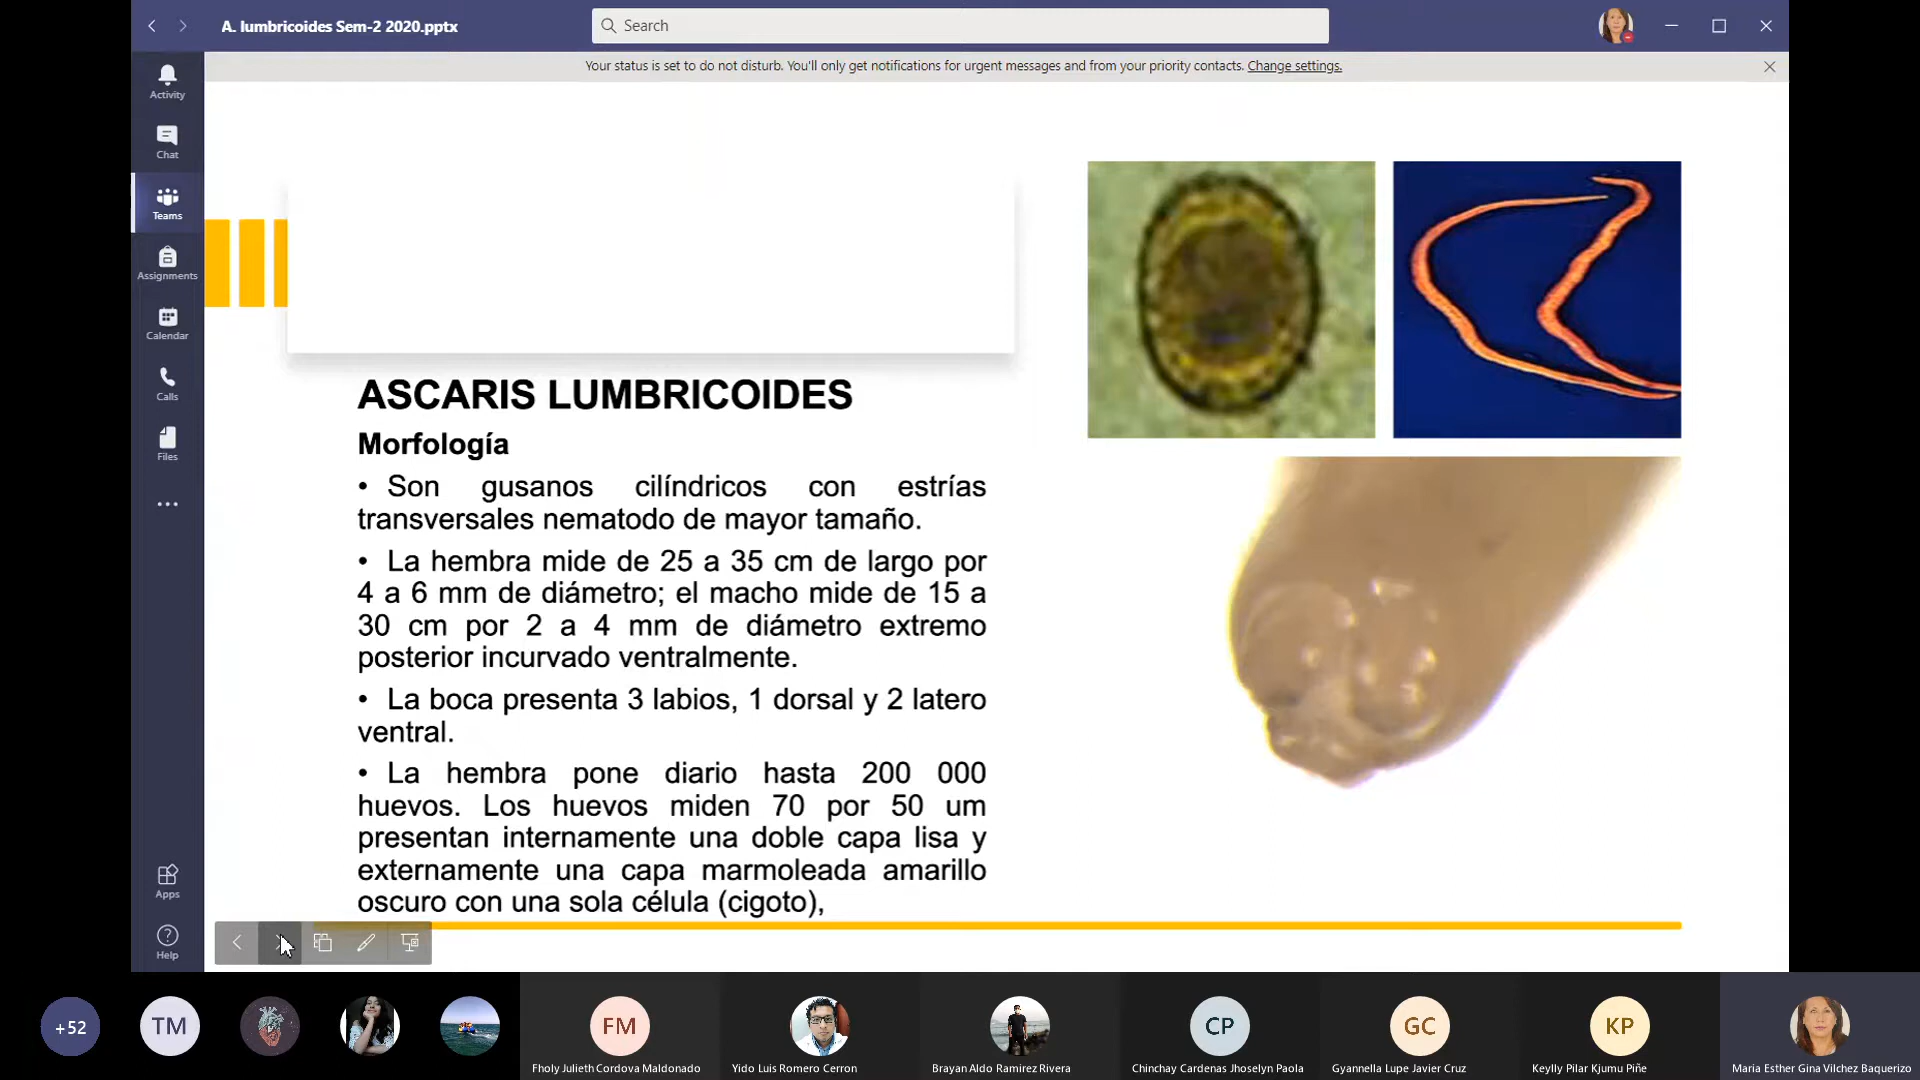 A. lumbricoides Sem-2 2020.pptx
Search
Your status is set to do not disturb. You'll only get notifications for urgent messages and from your priority contacts. Change settings.
Activity
Chat
Teams
Assignments
Calendar
Calls
Files
Apps
Help
ASCARIS LUMBRICOIDES
Morfología
• Son gusanos cilíndricos con estrías
transversales nematodo de mayor tamaño.
• La hembra mide de 25 a 35 cm de largo por
4 a 6 mm de diámetro; el macho mide de 15 a
30 cm por 2 a 4 mm de diámetro extremo
posterior incurvado ventralmente.
• La boca presenta 3 labios, 1 dorsal y 2 latero
ventral.
• La hembra pone diario hasta 200 000
huevos. Los huevos miden 70 por 50 um
presentan internamente una doble capa lisa y
externamente una capa marmoleada amarillo
oscuro con una sola célula (cigoto),
+52
TM
FM
CP
GC
KP
Fholy Julieth Cordova Maldonado
Yido Luis Romero Cerron
Brayan Aldo Ramirez Rivera
Chinchay Cardenas Jhoselyn Paola
Gyannella Lupe Javier Cruz
Keylly Pilar Kjumu Piñe
Maria Esther Gina Vilchez Baquerizo